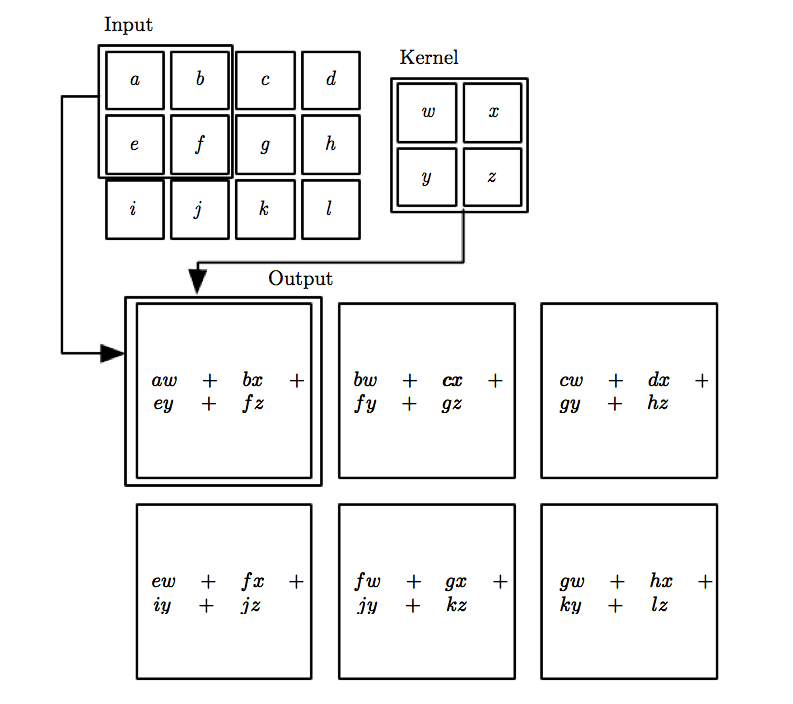 Input
Kernel
a b c d
e f g h
i j k l
w x
y z
Output
aw + bx +
ey + fz
bw + cx +
fy + gz
cw + dx +
gy + hz
ew + fx +
iy + jz
fw + gx +
jy + kz
gw + hx +
ky + lz